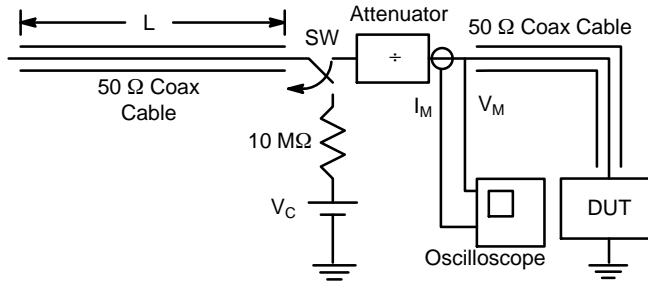 L
SW
Attenuator
÷
50 Ω Coax Cable
50 Ω Coax
Cable
I_M
V_M
10 MΩ
V_C
DUT
Oscilloscope